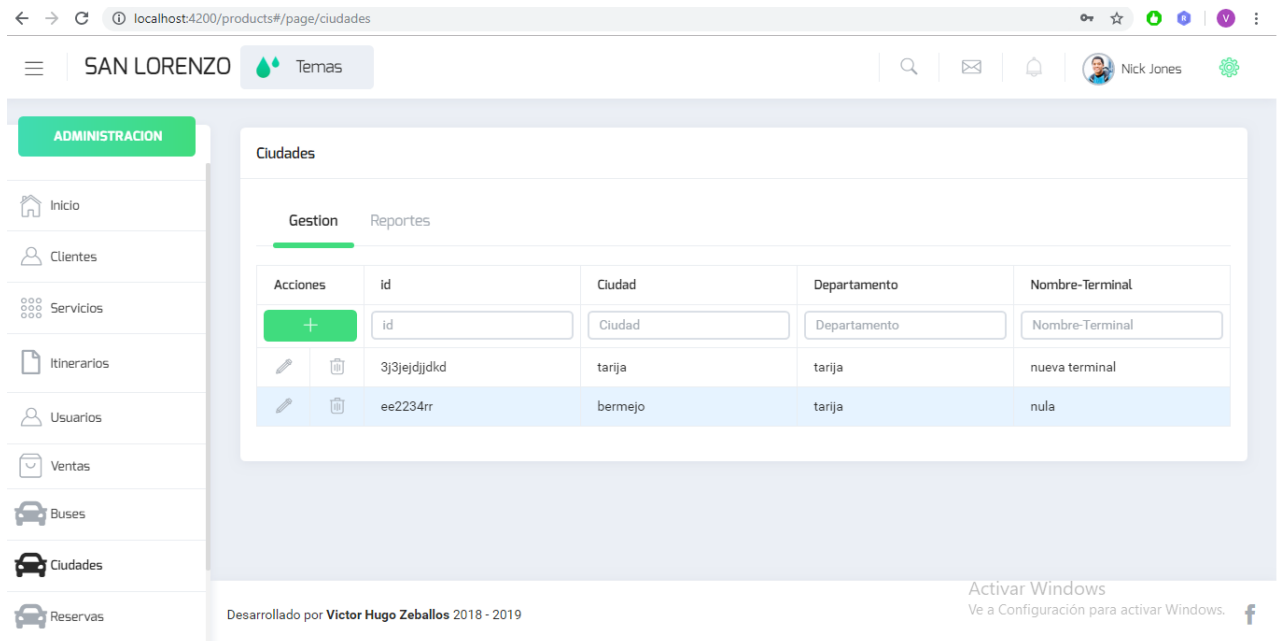 localhost:4200/products#/page/ciudades
V
SAN LORENZO
Temas
Nick Jones
ADMINISTRACION
Inicio
Clientes
Servicios
Itinerarios
Usuarios
Ventas
Buses
Ciudades
Reservas
Ciudades
Gestion Reportes
Acciones id Ciudad Departamento Nombre-Terminal
+ id Ciudad Departamento Nombre-Terminal
3j3jejdjjdkd tarija tarija nueva terminal
ee2234rr bermejo tarija nula
Desarrollado por Victor Hugo Zeballos 2018 - 2019
Activar Windows
Ve a Configuración para activar Windows.
f